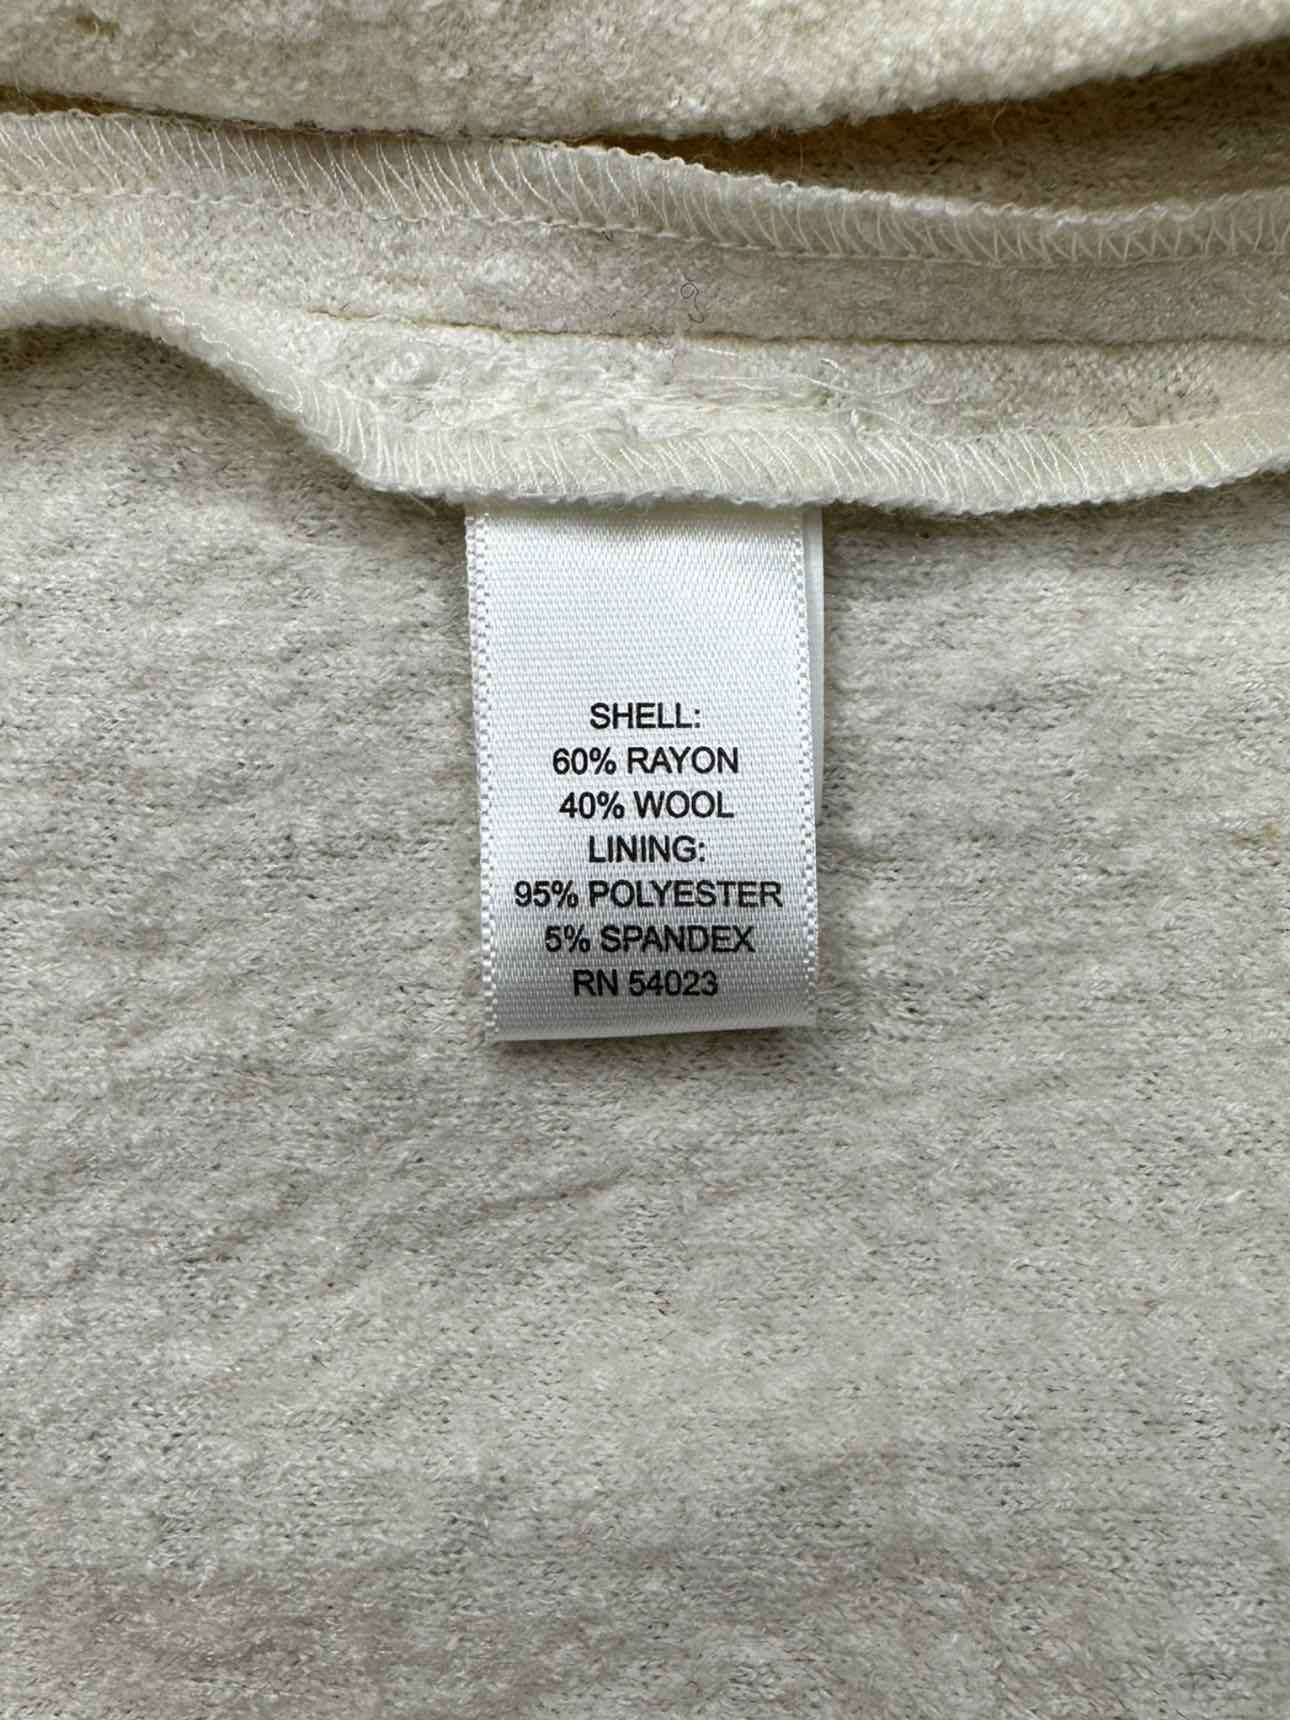 SHELL:
60% RAYON
40% WOOL
LINING:
95% POLYESTER
5% SPANDEX
RN 54023